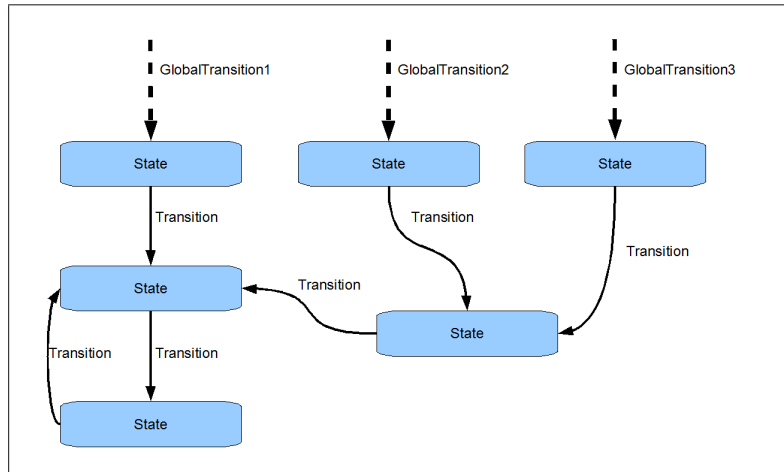 GlobalTransition1
GlobalTransition2
GlobalTransition3
State
State
State
Transition
Transition
Transition
State
Transition
State
Transition
Transition
State